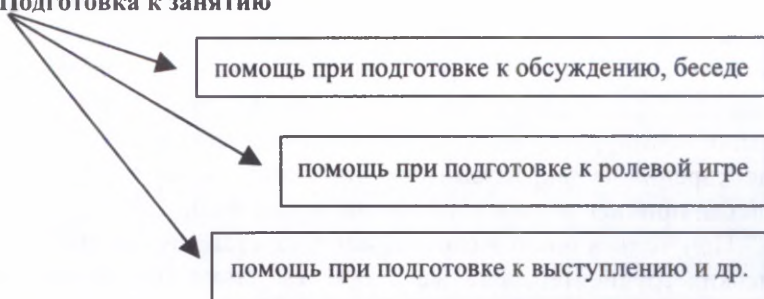 Подготовка к занятию
помощь при подготовке к обсуждению, беседе
помощь при подготовке к ролевой игре
помощь при подготовке к выступлению и др.